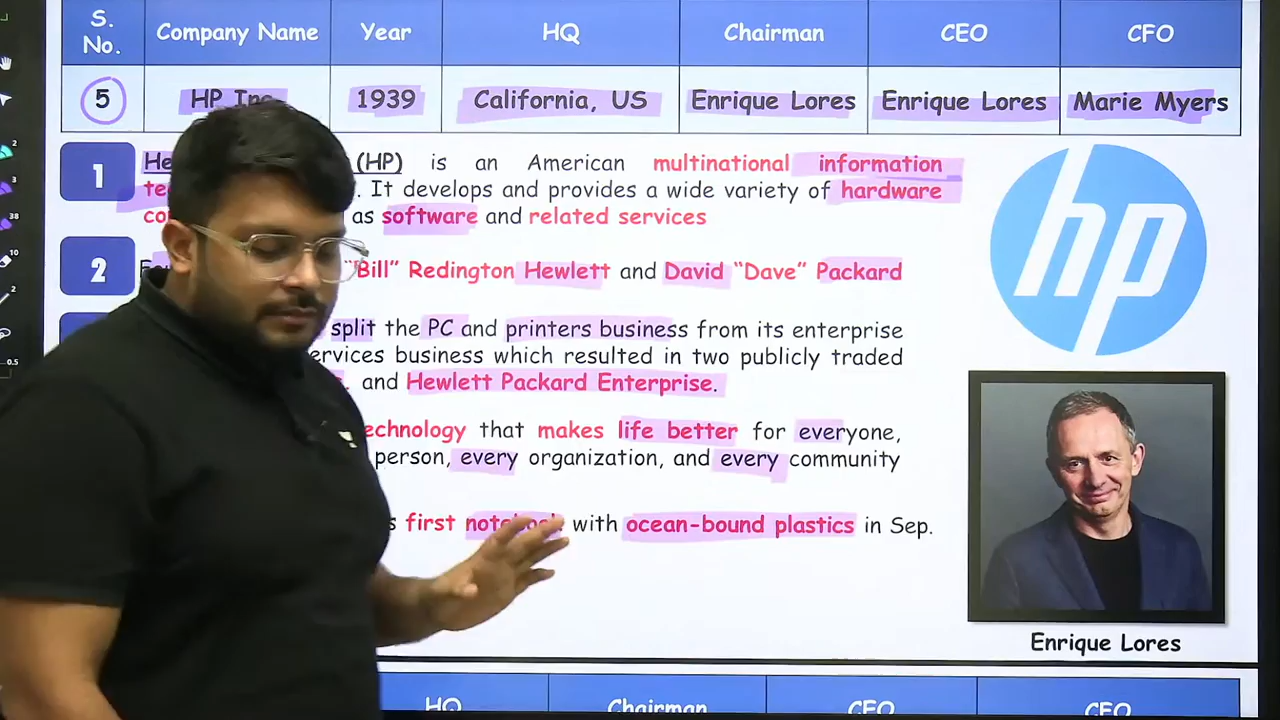 S. No. Company Name Year HQ Chairman CEO CFO
5 HP Inc 1939 California, US Enrique Lores Enrique Lores Marie Myers
1 (HP) is an American multinational information
. It develops and provides a wide variety of hardware
as software and related services
2 "Bill" Redington Hewlett and David "Dave" Packard
split the PC and printers business from its enterprise
business which resulted in two publicly traded
and Hewlett Packard Enterprise.
that makes life better for everyone,
person, every organization, and every community
first notebook with ocean-bound plastics in Sep.
hp
Enrique Lores
HQ Chairman CEO CFO